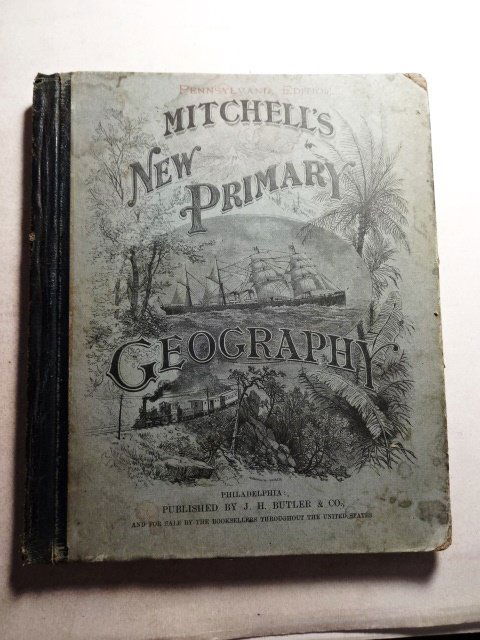 PENNSYLVANIA EDITION.
MITCHELL'S
NEW PRIMARY
GEOGRAPHY
PHILADELPHIA:
PUBLISHED BY J. H. BUTLER & CO.,
AND FOR SALE BY THE BOOKSELLERS THROUGHOUT THE UNITED STATES